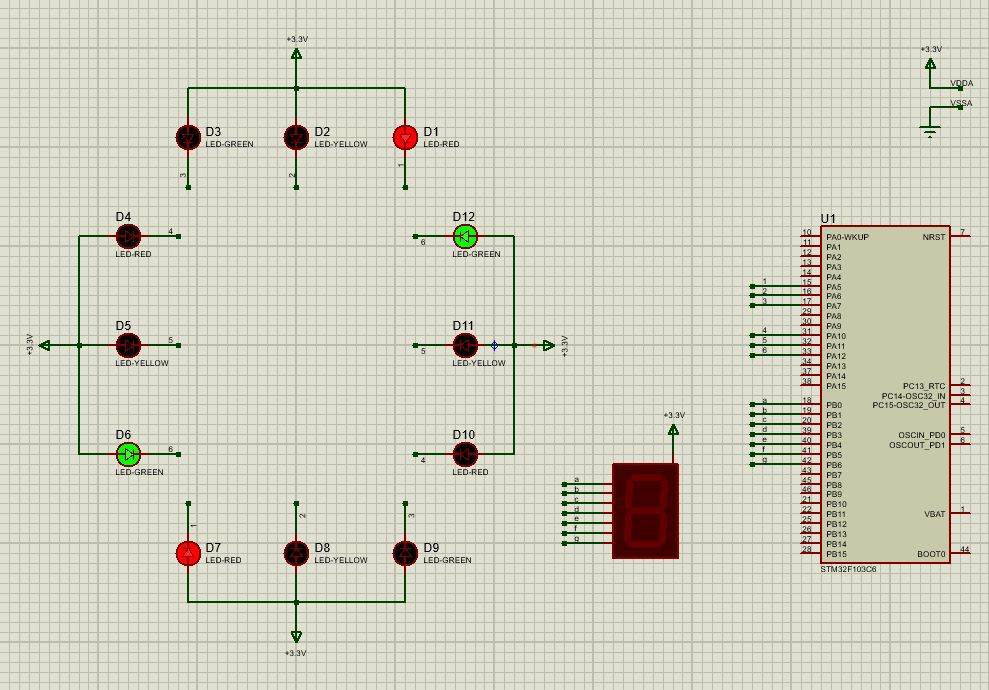 +3.3V
+3.3V
VDDA
VSSA
D3
LED-GREEN
D2
LED-YELLOW
D1
LED-RED
3
2
1
D4
LED-RED
4
D12
LED-GREEN
6
D5
LED-YELLOW
5
+3.3V
D11
LED-YELLOW
5
+3.3V
D6
LED-GREEN
6
D10
LED-RED
4
1
2
3
D7
LED-RED
D8
LED-YELLOW
D9
LED-GREEN
+3.3V
+3.3V
a
b
c
d
e
f
g
U1
10 PA0-WKUP NRST 7
11 PA1
12 PA2
13 PA3
14 PA4
1 15 PA5
2 16 PA6
3 17 PA7
29 PA8
30 PA9
4 31 PA10
5 32 PA11
6 33 PA12
34 PA13
37 PA14
38 PA15
PC13_RTC 2
PC14-OSC32_IN 3
PC15-OSC32_OUT 4
a 18 PB0
b 19 PB1
c 20 PB2
d 39 PB3 OSCIN_PD0 5
e 40 PB4 OSCOUT_PD1 6
f 41 PB5
g 42 PB6
43 PB7
45 PB8
46 PB9
21 PB10
22 PB11 VBAT 1
25 PB12
26 PB13
27 PB14
28 PB15 BOOT0 44
STM32F103C6